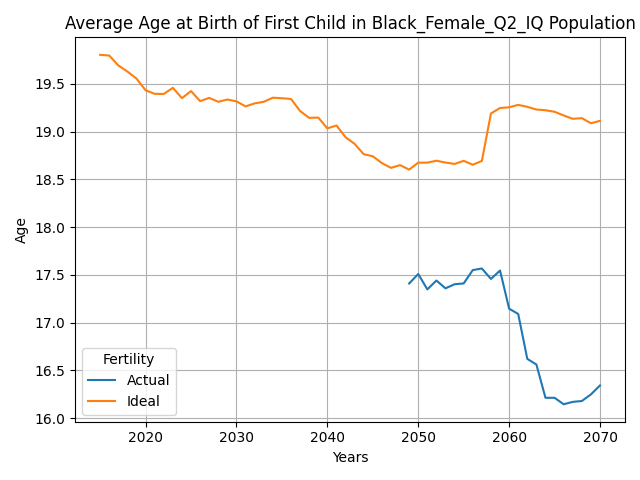 Average Age at Birth of First Child in Black_Female_Q2_IQ Population
Age
19.5
19.0
18.5
18.0
17.5
17.0
16.5
16.0
Fertility
Actual
Ideal
2020 2030 2040 2050 2060 2070
Years